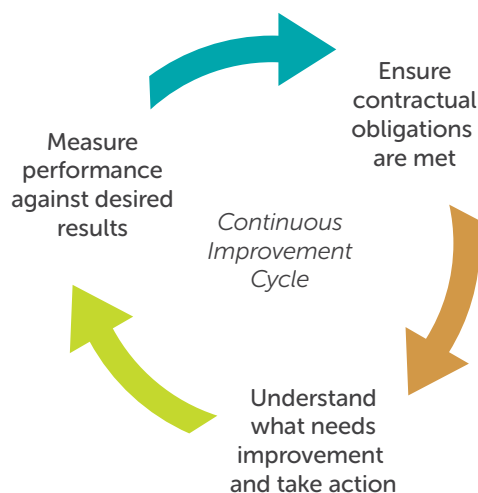 Ensure
contractual
obligations
are met
Measure
performance
against desired
results
Continuous
Improvement
Cycle
Understand
what needs
improvement
and take action